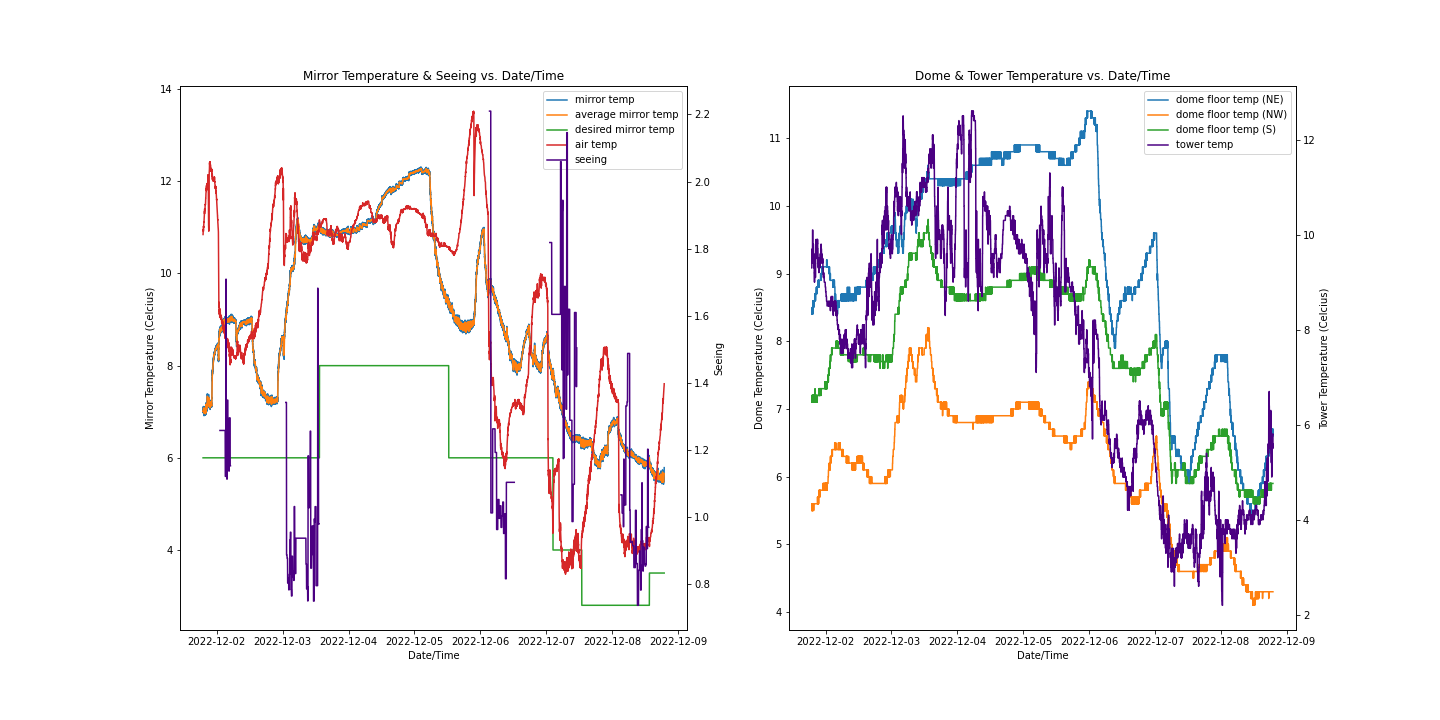 Mirror Temperature & Seeing vs. Date/Time
mirror temp
average mirror temp
desired mirror temp
air temp
seeing
14
12
10
8
6
4
Mirror Temperature (Celcius)
2.2
2.0
1.8
1.6
1.4
1.2
1.0
0.8
Seeing
2022-12-02 2022-12-03 2022-12-04 2022-12-05 2022-12-06 2022-12-07 2022-12-08 2022-12-09
Date/Time
Dome & Tower Temperature vs. Date/Time
dome floor temp (NE)
dome floor temp (NW)
dome floor temp (S)
tower temp
11
10
9
8
7
6
5
4
Dome Temperature (Celcius)
12
10
8
6
4
2
Tower Temperature (Celcius)
2022-12-02 2022-12-03 2022-12-04 2022-12-05 2022-12-06 2022-12-07 2022-12-08 2022-12-09
Date/Time